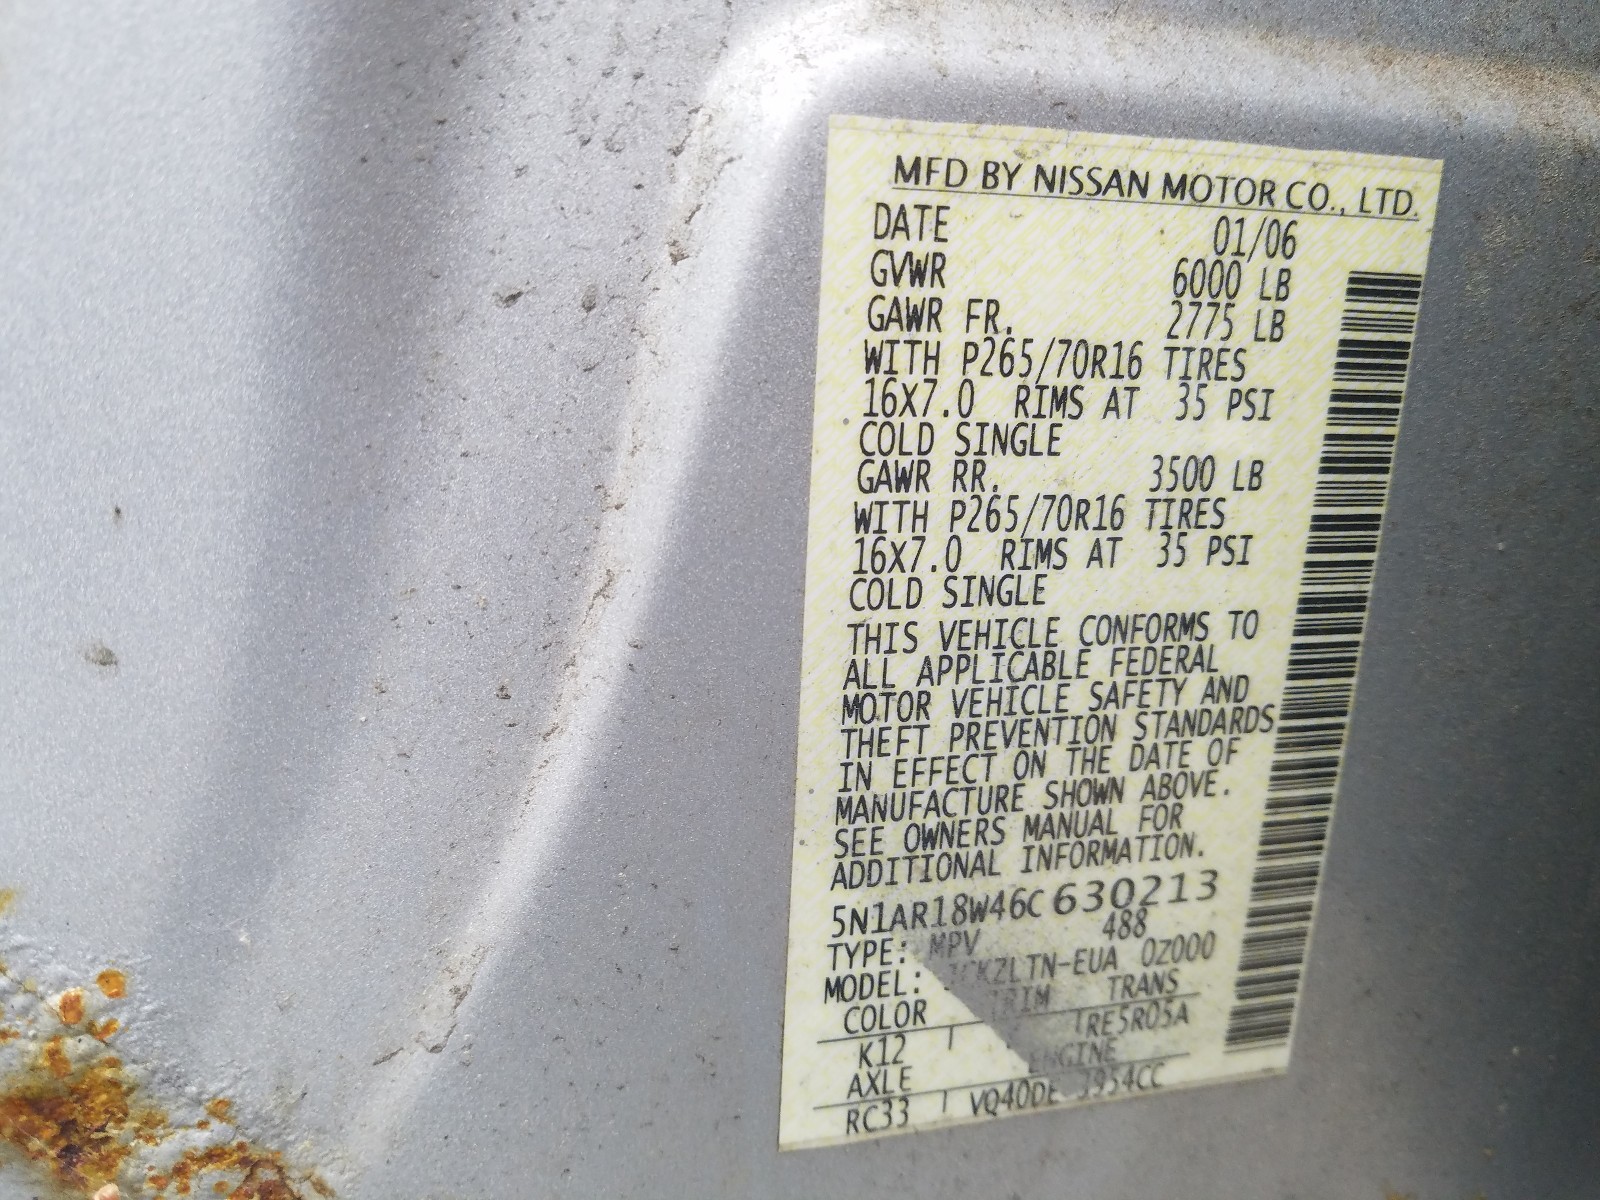 MFD BY NISSAN MOTOR CO., LTD.
DATE 01/06
GVWR 6000 LB
GAWR FR. 2775 LB
WITH P265/70R16 TIRES
16X7.0 RIMS AT 35 PSI
COLD SINGLE
GAWR RR. 3500 LB
WITH P265/70R16 TIRES
16X7.0 RIMS AT 35 PSI
COLD SINGLE
THIS VEHICLE CONFORMS TO
ALL APPLICABLE FEDERAL
MOTOR VEHICLE SAFETY AND
THEFT PREVENTION STANDARDS
IN EFFECT ON THE DATE OF
MANUFACTURE SHOWN ABOVE.
SEE OWNERS MANUAL FOR
ADDITIONAL INFORMATION.
5N1AR18W46C630213
TYPE: MPV 488
MODEL: 0Z000
COLOR TRIM TRANS
K12 RE5R05A
AXLE ENGINE
RC33 VQ40DE 3954CC